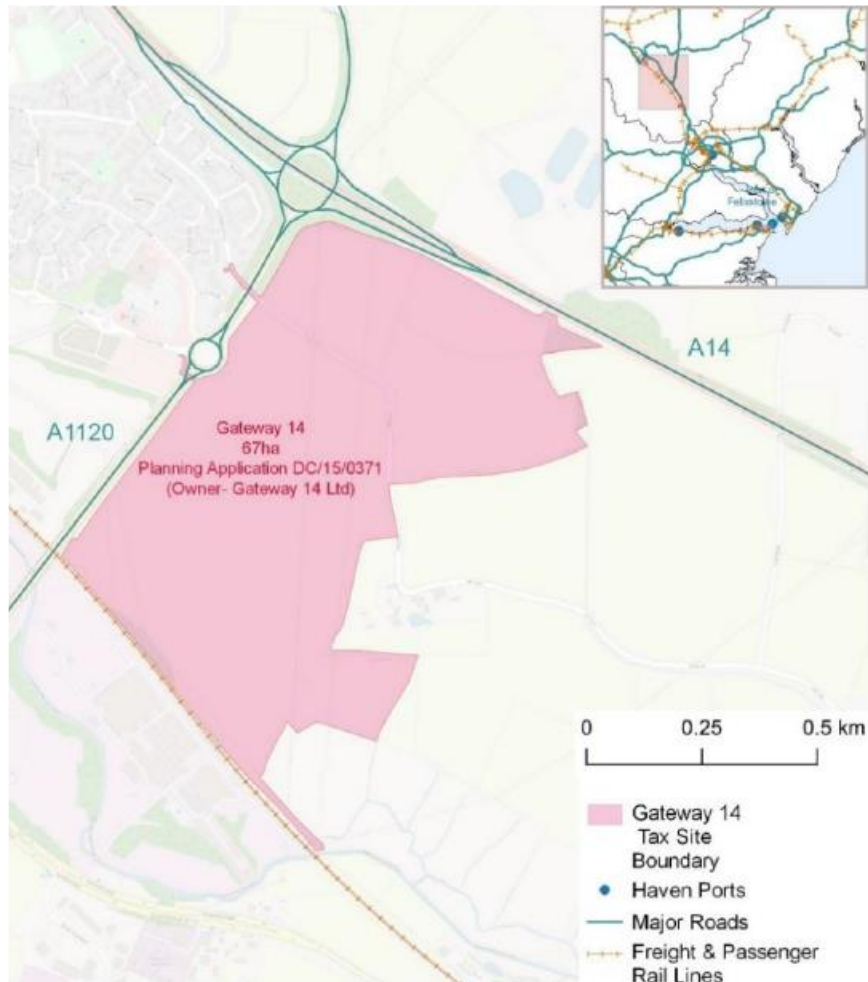 Felixstowe
A14
A1120
Gateway 14
67ha
Planning Application DC/15/0371
(Owner- Gateway 14 Ltd)
0 0.25 0.5 km
Gateway 14
Tax Site
Boundary
Haven Ports
Major Roads
Freight & Passenger
Rail Lines